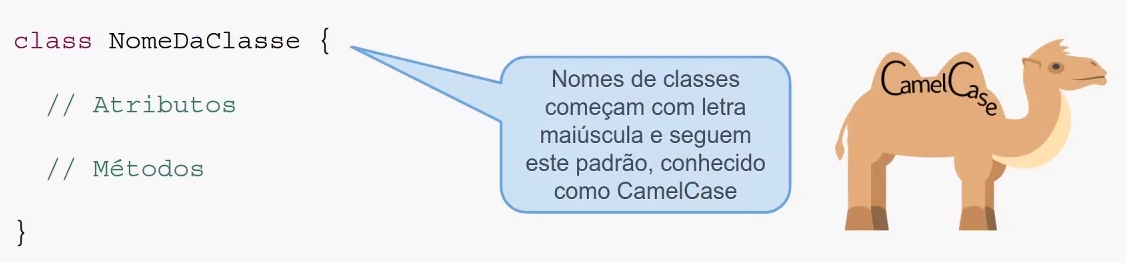 class NomeDaClasse {
// Atributos
// Métodos
}
Nomes de classes
começam com letra
maiúscula e seguem
este padrão, conhecido
como CamelCase
CamelCase